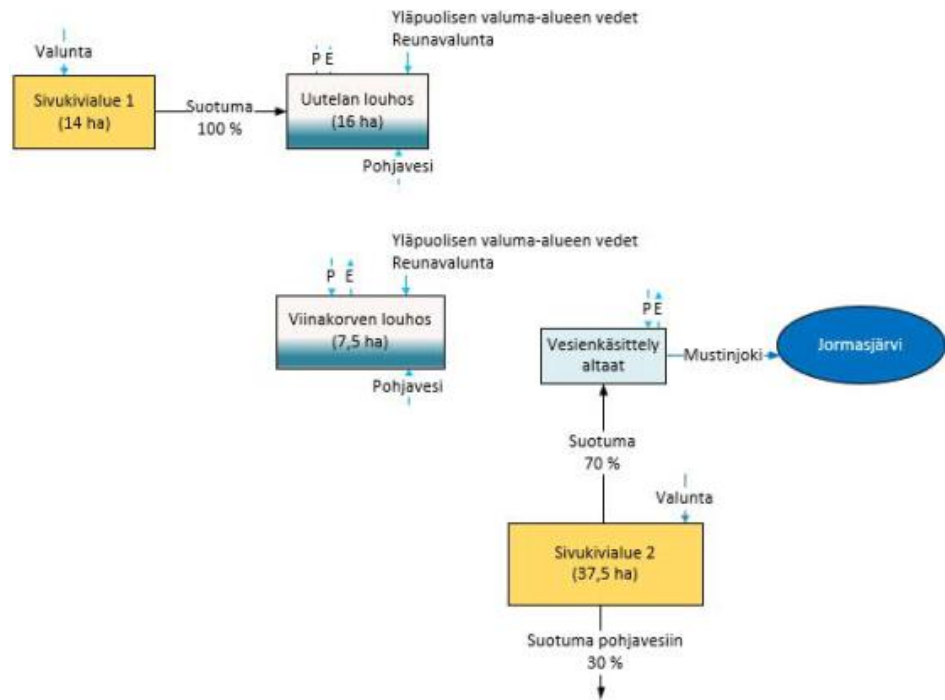 Yläpuolisen valuma-alueen vedet
Reunavalunta
Valunta
P E
Sivukivialue 1
(14 ha)
Suotuma
100 %
Uutelan louhos
(16 ha)
Pohjavesi
Yläpuolisen valuma-alueen vedet
Reunavalunta
P E
Viinakorven louhos
(7,5 ha)
Pohjavesi
P E
Vesienkäsittely
altaat
Mustinjoki
Jormasjärvi
Suotuma
70 %
Valunta
Sivukivialue 2
(37,5 ha)
Suotuma pohjavesiin
30 %